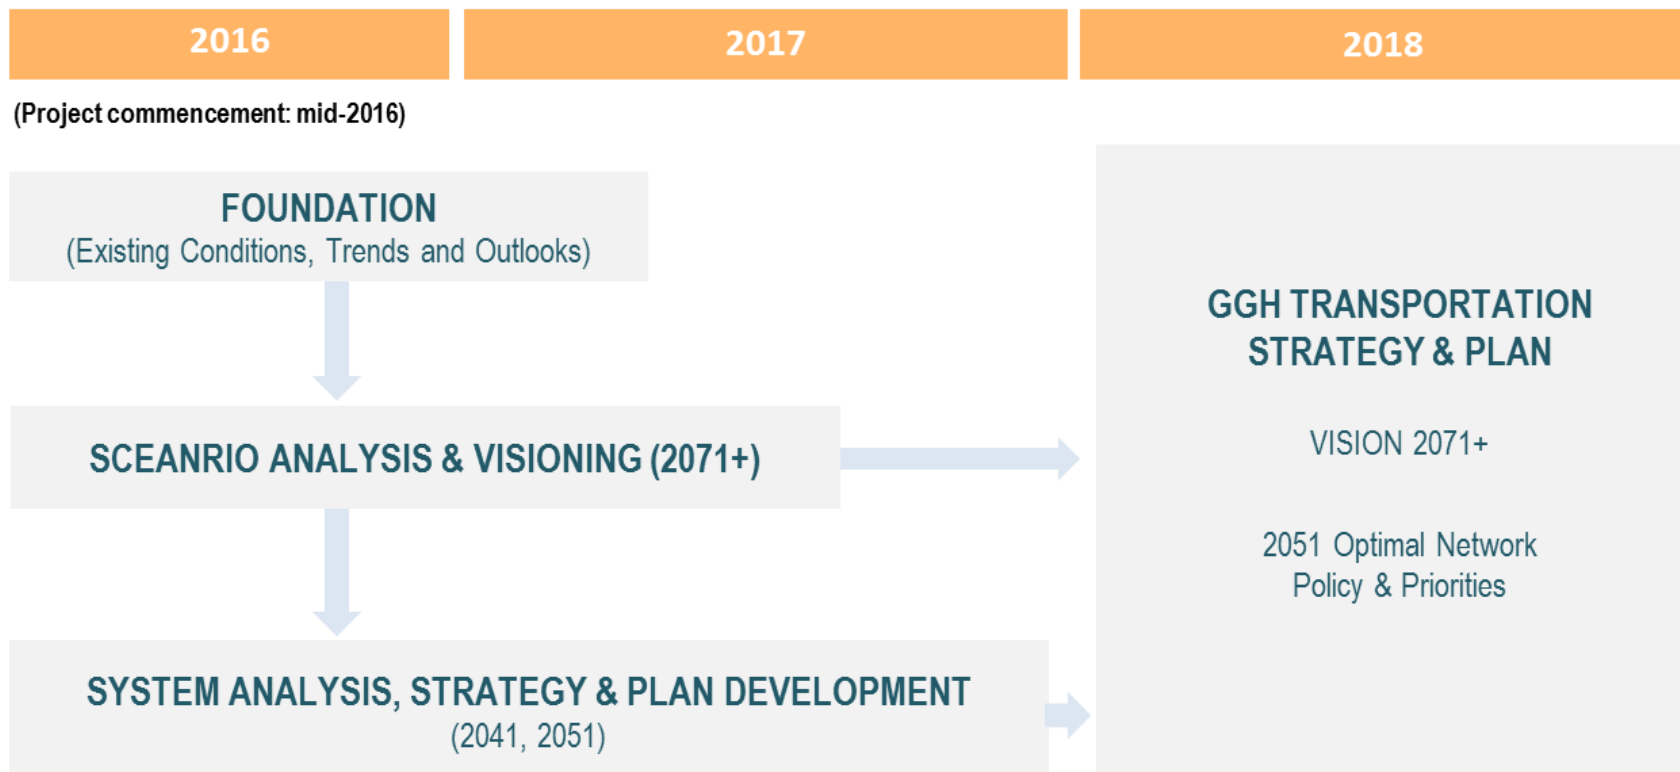 2016
2017
2018
(Project commencement: mid-2016)
FOUNDATION
(Existing Conditions, Trends and Outlooks)
SCEANRIO ANALYSIS & VISIONING (2071+)
SYSTEM ANALYSIS, STRATEGY & PLAN DEVELOPMENT
(2041, 2051)
GGH TRANSPORTATION
STRATEGY & PLAN
VISION 2071+
2051 Optimal Network
Policy & Priorities